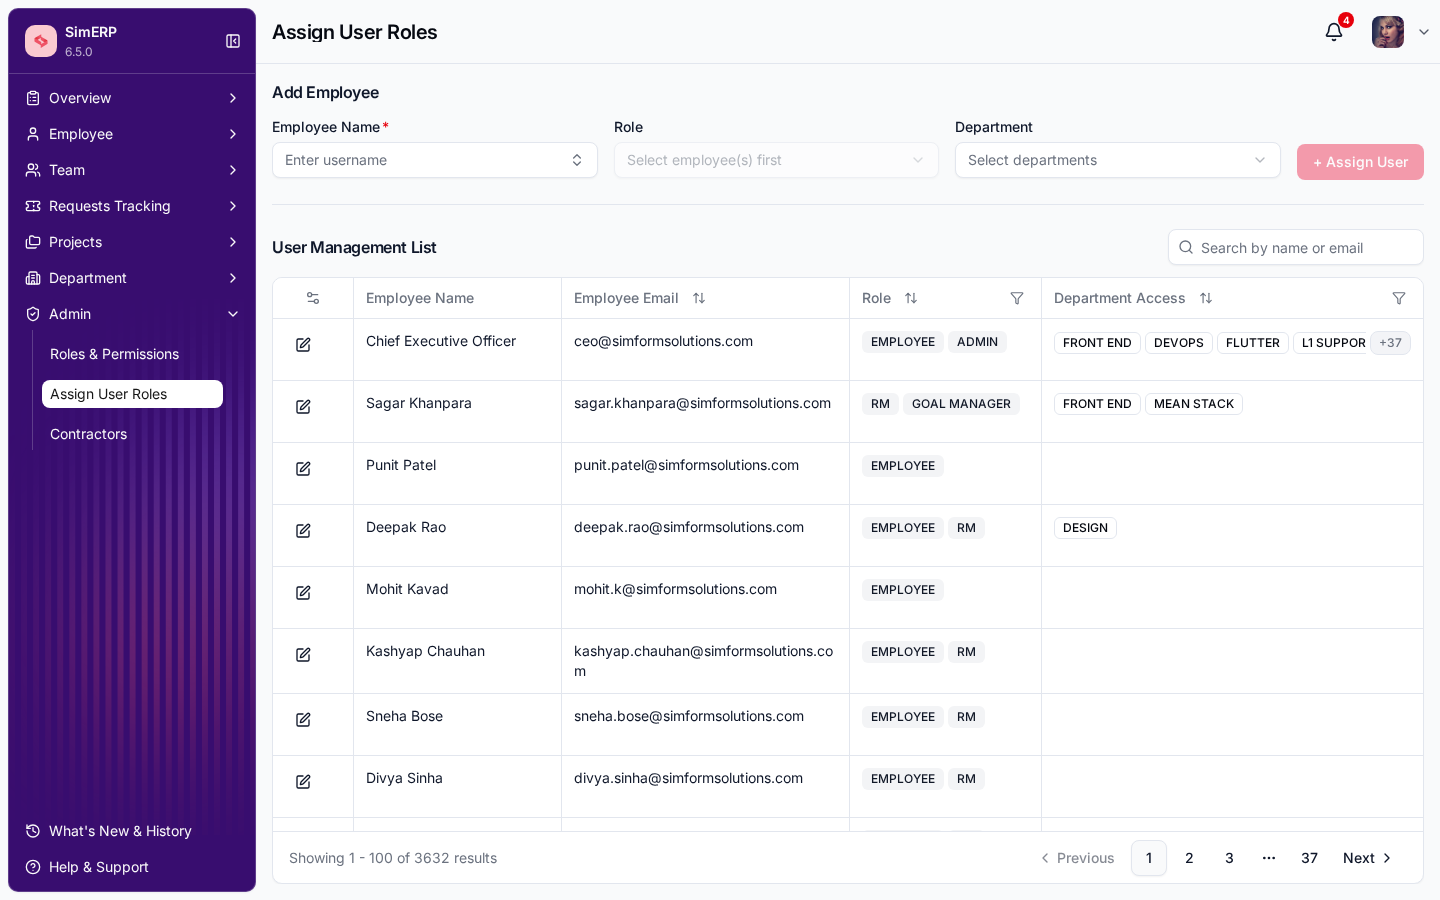 SimERP
6.5.0
Overview
Employee
Team
Requests Tracking
Projects
Department
Admin
Roles & Permissions
Assign User Roles
Contractors
What's New & History
Help & Support
Assign User Roles
4
Add Employee
Employee Name*
Enter username
Role
Select employee(s) first
Department
Select departments
+ Assign User
User Management List
Search by name or email
Employee Name Employee Email Role Department Access
Chief Executive Officer ceo@simformsolutions.com EMPLOYEE ADMIN FRONT END DEVOPS FLUTTER L1 SUPPOR +37
Sagar Khanpara sagar.khanpara@simformsolutions.com RM GOAL MANAGER FRONT END MEAN STACK
Punit Patel punit.patel@simformsolutions.com EMPLOYEE
Deepak Rao deepak.rao@simformsolutions.com EMPLOYEE RM DESIGN
Mohit Kavad mohit.k@simformsolutions.com EMPLOYEE
Kashyap Chauhan kashyap.chauhan@simformsolutions.co EMPLOYEE RM
m
Sneha Bose sneha.bose@simformsolutions.com EMPLOYEE RM
Divya Sinha divya.sinha@simformsolutions.com EMPLOYEE RM
Showing 1 - 100 of 3632 results
Previous 1 2 3 ··· 37 Next